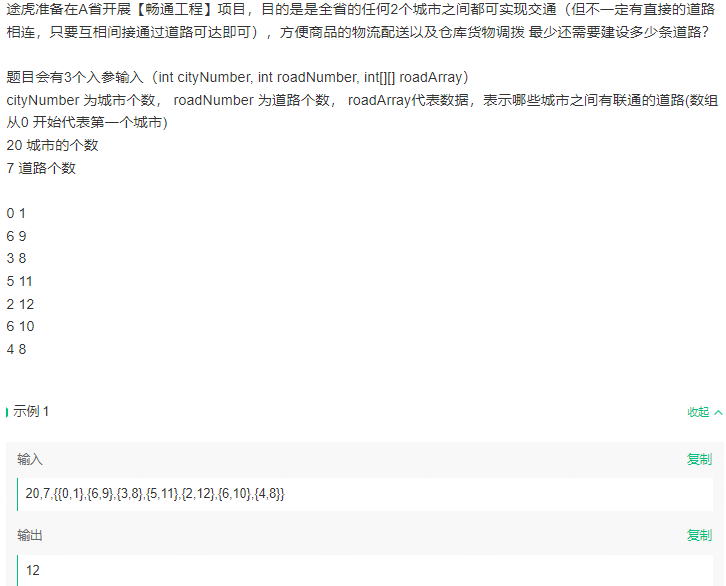 途虎准备在A省开展【畅通工程】项目，目的是是全省的任何2个城市之间都可实现交通（但不一定有直接的道路
相连，只要互相间接通过道路可达即可），方便商品的物流配送以及仓库货物调拨 最少还需要建设多少条道路？
题目会有3个入参输入（int cityNumber, int roadNumber, int[][] roadArray）
cityNumber 为城市个数， roadNumber 为道路个数， roadArray代表数据，表示哪些城市之间有联通的道路(数组
从0 开始代表第一个城市)
20 城市的个数
7 道路个数
0 1
6 9
3 8
5 11
2 12
6 10
4 8
示例 1
收起
输入
复制
20,7,{{0,1},{6,9},{3,8},{5,11},{2,12},{6,10},{4,8}}
输出
复制
12